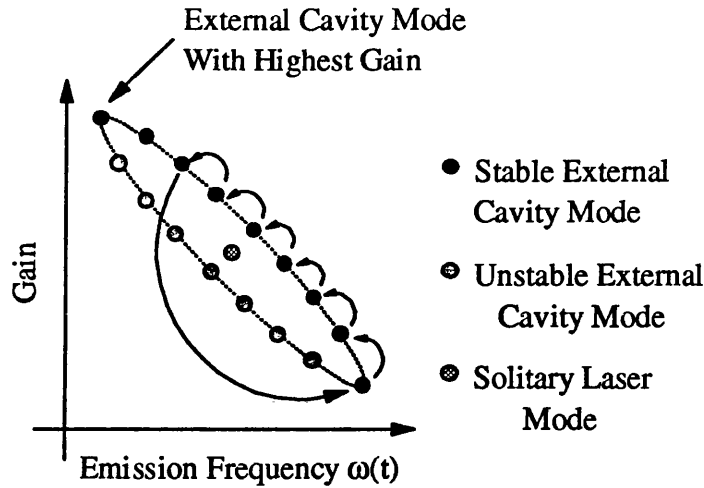 External Cavity Mode
With Highest Gain
Gain
Stable External
Cavity Mode
Unstable External
Cavity Mode
Solitary Laser
Mode
Emission Frequency ω(t)